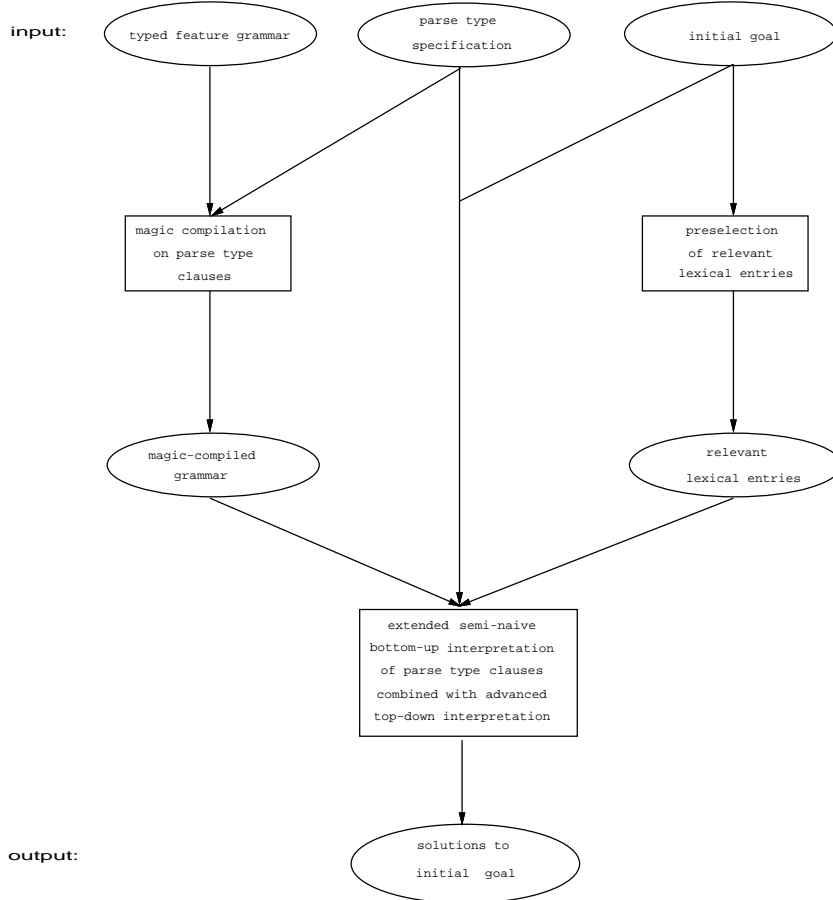 input:
typed feature grammar
parse type
specification
initial goal
magic compilation
on parse type
clauses
preselection
of relevant
lexical entries
magic-compiled
grammar
relevant
lexical entries
extended semi-naive
bottom-up interpretation
of parse type clauses
combined with advanced
top-down interpretation
output:
solutions to
initial goal